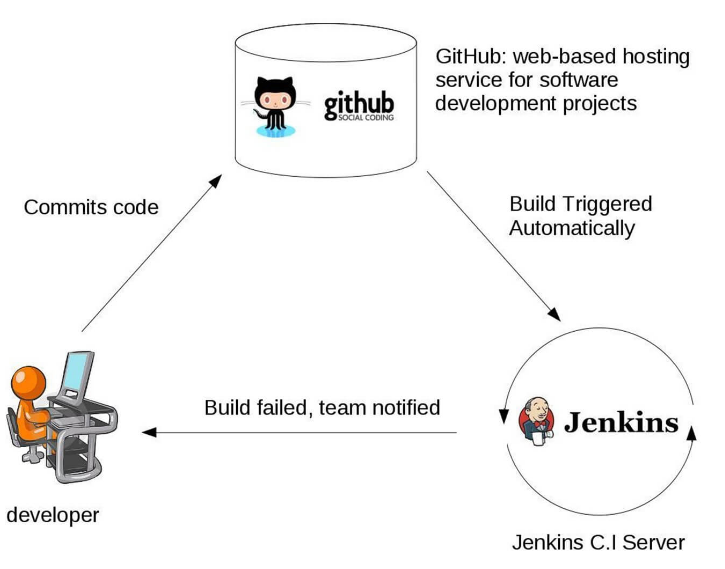 GitHub: web-based hosting
service for software
development projects
github
SOCIAL CODING
Commits code
Build Triggered
Automatically
Build failed, team notified
Jenkins
developer
Jenkins C.I Server